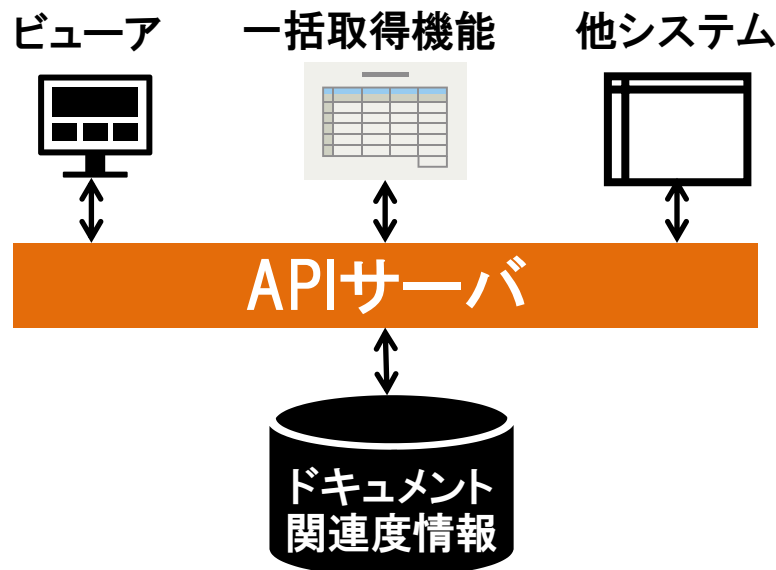 ビューア
一括取得機能
他システム
APIサーバ
ドキュメント
関連度情報